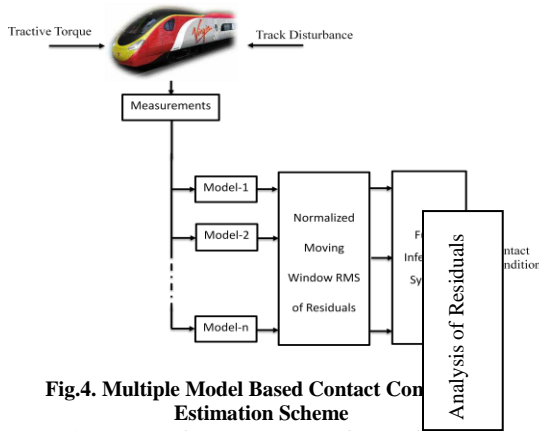 Tractive Torque
Track Disturbance
Virgin
Measurements
Model-1
Model-2
Model-n
Normalized
Moving
Window RMS
of Residuals
Analysis of Residuals
Fig.4. Multiple Model Based Contact
Estimation Scheme